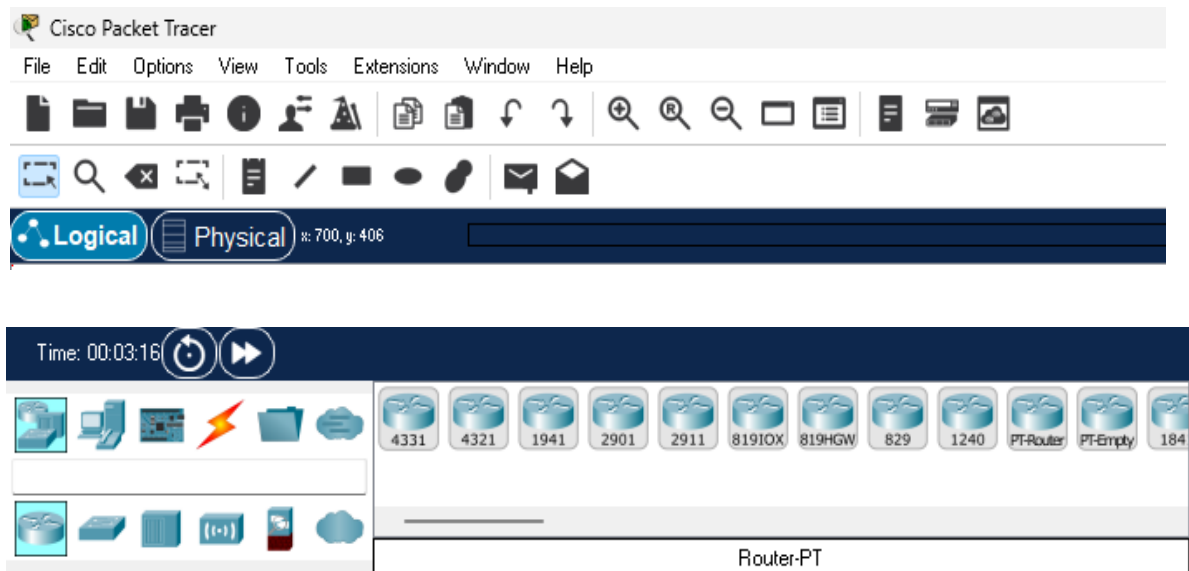 Cisco Packet Tracer
File Edit Options View Tools Extensions Window Help
Logical Physical x: 700, y: 406
Time: 00:03:16
4331 4321 1941 2901 2911 819IOX 819HGW 829 1240 PT-Router PT-Empty 184
Router-PT